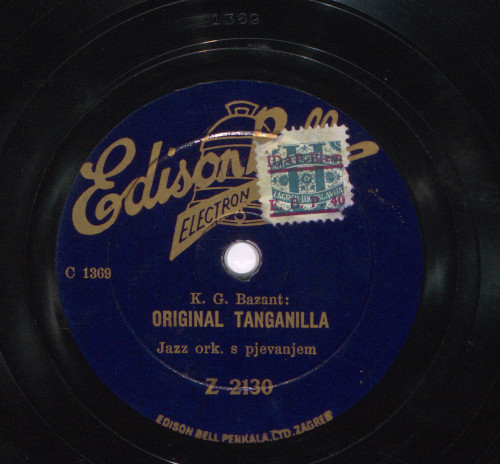 1369
Edison Bell
ELECTRON
C 1369
K. G. Bazant:
ORIGINAL TANGANILLA
Jazz ork. s pjevanjem
Z 2130
EDISON BELL PENKALA, LTD. ZAGREB